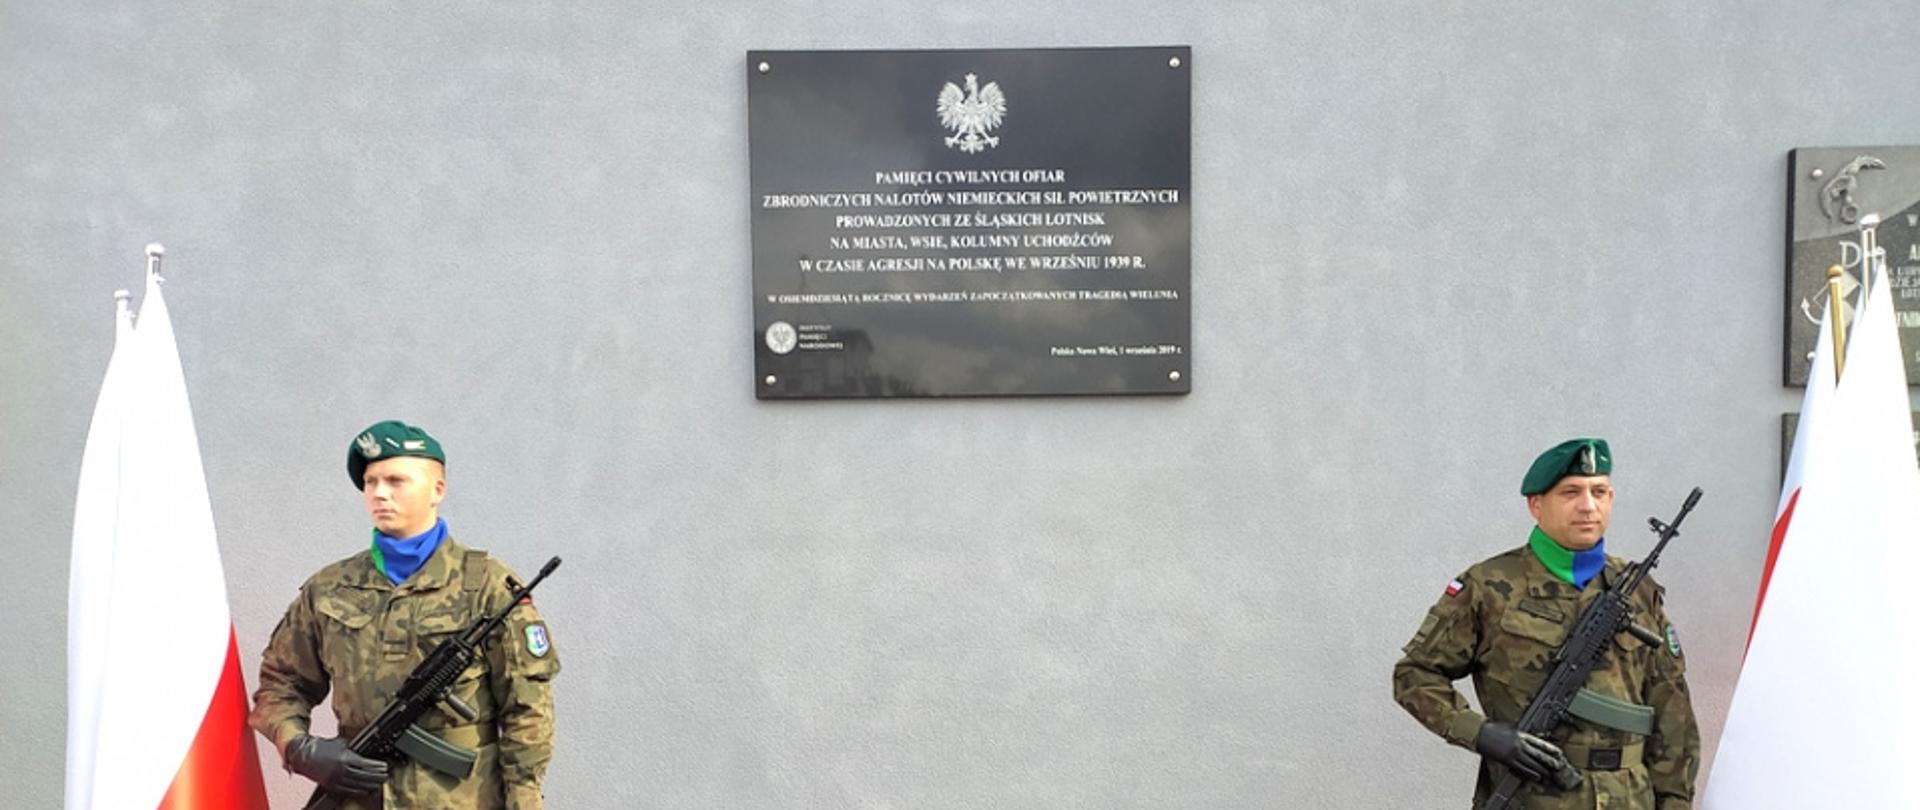 PAMIĘCI CYWILNYCH OFIAR
ZBRODNICZYCH NALOTÓW NIEMIECKICH SIŁ POWIETRZNYCH
PROWADZONYCH ZE ŚLĄSKICH LOTNISK
NA MIASTA, WSIE, KOLUMNY UCHODŹCÓW
W CZASIE AGRESJI NA POLSKĘ WE WRZEŚNIU 1939 R.
W OSIEMDZIESIĄTĄ ROCZNICĘ WYDARZEŃ ZAPOCZĄTKOWANYCH TRAGEDIĄ WIELUNIA
INSTYTUT
PAMIĘCI
NARODOWEJ
Polska Nowa Wieś, 1 września 2019 r.
W